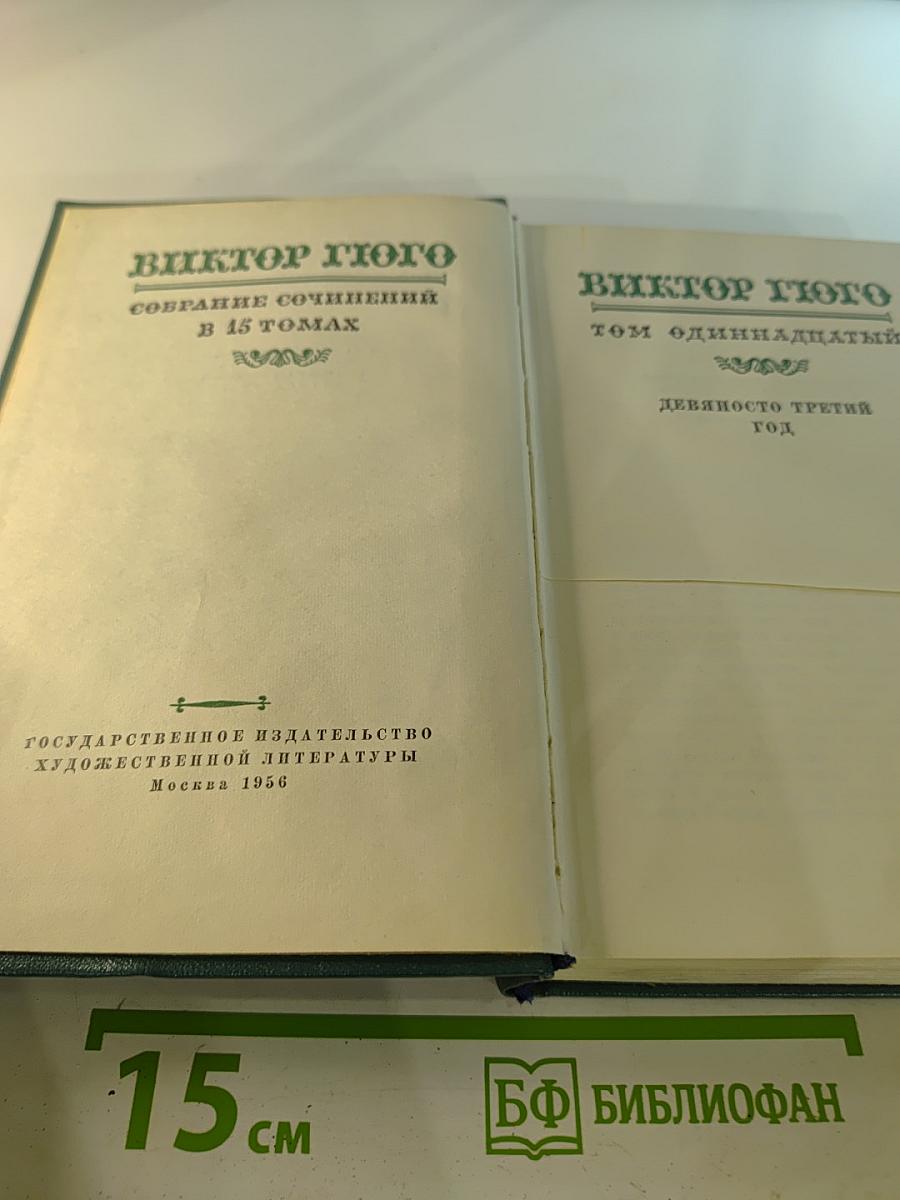 ВИКТОР ГЮГО
СОБРАНИЕ СОЧИНЕНИЙ
В 15 ТОМАХ
ГОСУДАРСТВЕННОЕ ИЗДАТЕЛЬСТВО
ХУДОЖЕСТВЕННОЙ ЛИТЕРАТУРЫ
Москва 1956
ВИКТОР ГЮГО
ТОМ ОДИННАДЦАТЫЙ
ДЕВЯНОСТО ТРЕТИЙ
ГОД
15 см
БФ БИБЛИОФАН